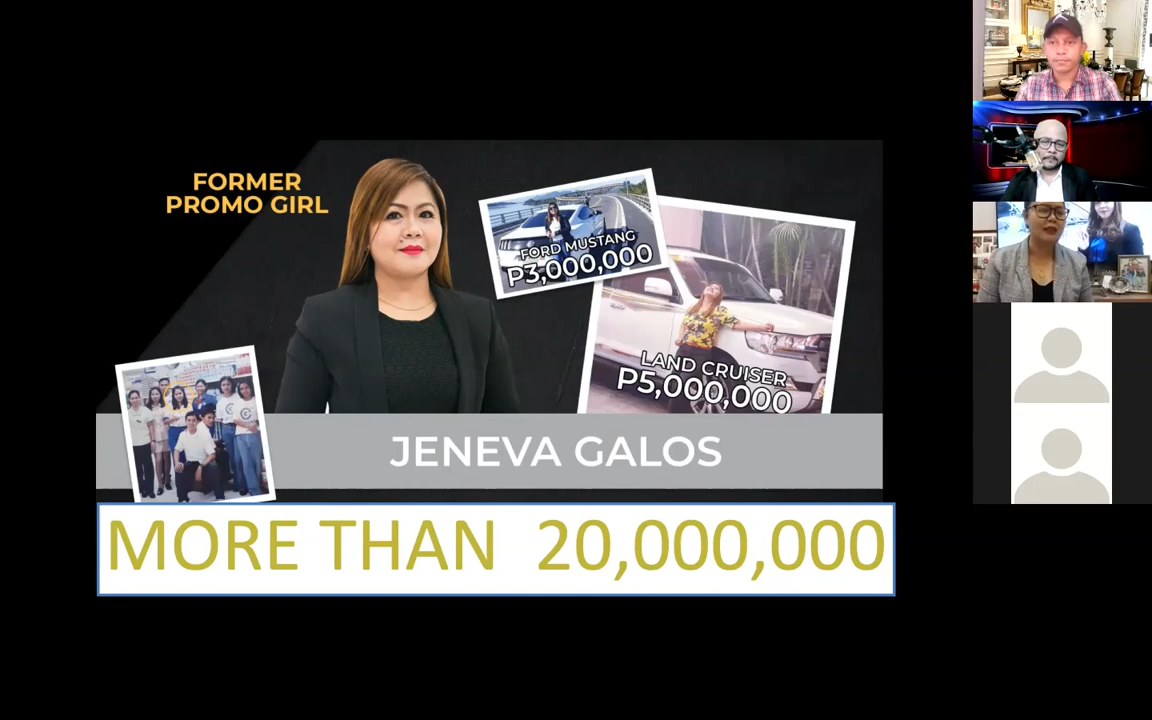 FORMER
PROMO GIRL
FORD MUSTANG
P3,000,000
LAND CRUISER
P5,000,000
JENEVA GALOS
MORE THAN 20,000,000